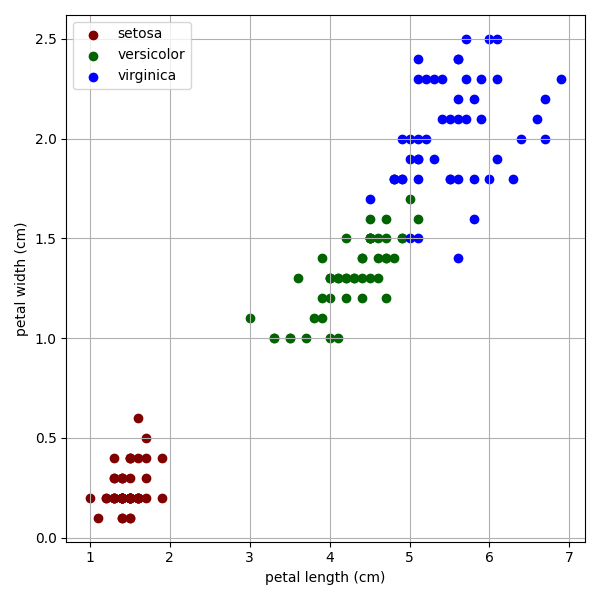 setosa
versicolor
virginica
2.5
2.0
1.5
1.0
0.5
0.0
petal width (cm)
1 2 3 4 5 6 7
petal length (cm)